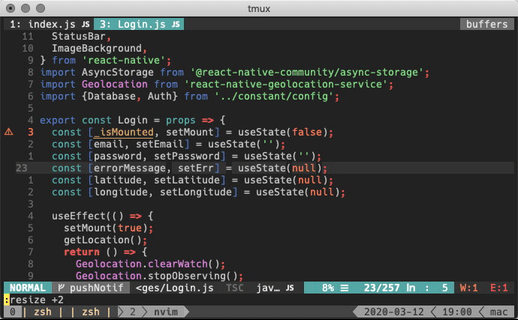 tmux
1: index.js JS 3: Login.js JS buffers
11 StatusBar,
10 ImageBackground,
9 } from 'react-native';
8 import AsyncStorage from '@react-native-community/async-storage';
7 import Geolocation from 'react-native-geolocation-service';
6 import {Database, Auth} from '../constant/config';
5
4 export const Login = props => {
⚠ 3 const [_isMounted, setMount] = useState(false);
2 const [email, setEmail] = useState('');
1 const [password, setPassword] = useState('');
23 const [errorMessage, setErr] = useState(null);
1 const [latitude, setLatitude] = useState(null);
2 const [longitude, setLongitude] = useState(null);
3
4 useEffect(() => {
5 setMount(true);
6 getLocation();
7 return () => {
8 Geolocation.clearWatch();
9 Geolocation.stopObserving();
NORMAL pushNotif <ges/Login.js TSC jav… JS 8% ☰ 23/257 ln : 5 W:1 E:1
:resize +2
0 | zsh | | zsh | 2 nvim 2020-03-12 19:00 mac